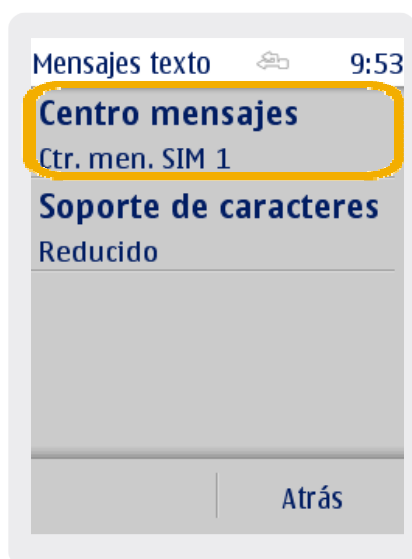 Mensajes texto 9:53
Centro mensajes
Ctr. men. SIM 1
Soporte de caracteres
Reducido
Atrás